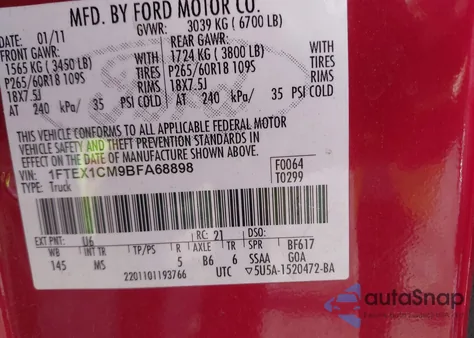 MFD. BY FORD MOTOR CO.
DATE: 01/11 GVWR: 3039 KG (6700 LB)
FRONT GAWR: REAR GAWR:
1565 KG (3450 LB) WITH 1724 KG (3800 LB) WITH
P265/60R18 109S TIRES P265/60R18 109S TIRES
18X7.5J RIMS 18X7.5J RIMS
AT 240 kPa/ 35 PSI COLD AT 240 kPa/ 35 PSI COLD
THIS VEHICLE CONFORMS TO ALL APPLICABLE FEDERAL MOTOR
VEHICLE SAFETY AND THEFT PREVENTION STANDARDS IN
EFFECT ON THE DATE OF MANUFACTURE SHOWN ABOVE.
VIN: 1FTEX1CM9BFA68898 F0064
TYPE: Truck T0299
EXT PNT: U6 RC: 21 DSO:
WB TP/PS R AXLE TR SPR BF617
145 MS 5 B6 6 SSAA GOA
2201101193766 UTC ▽5U5A-1520472-BA
autoSnap